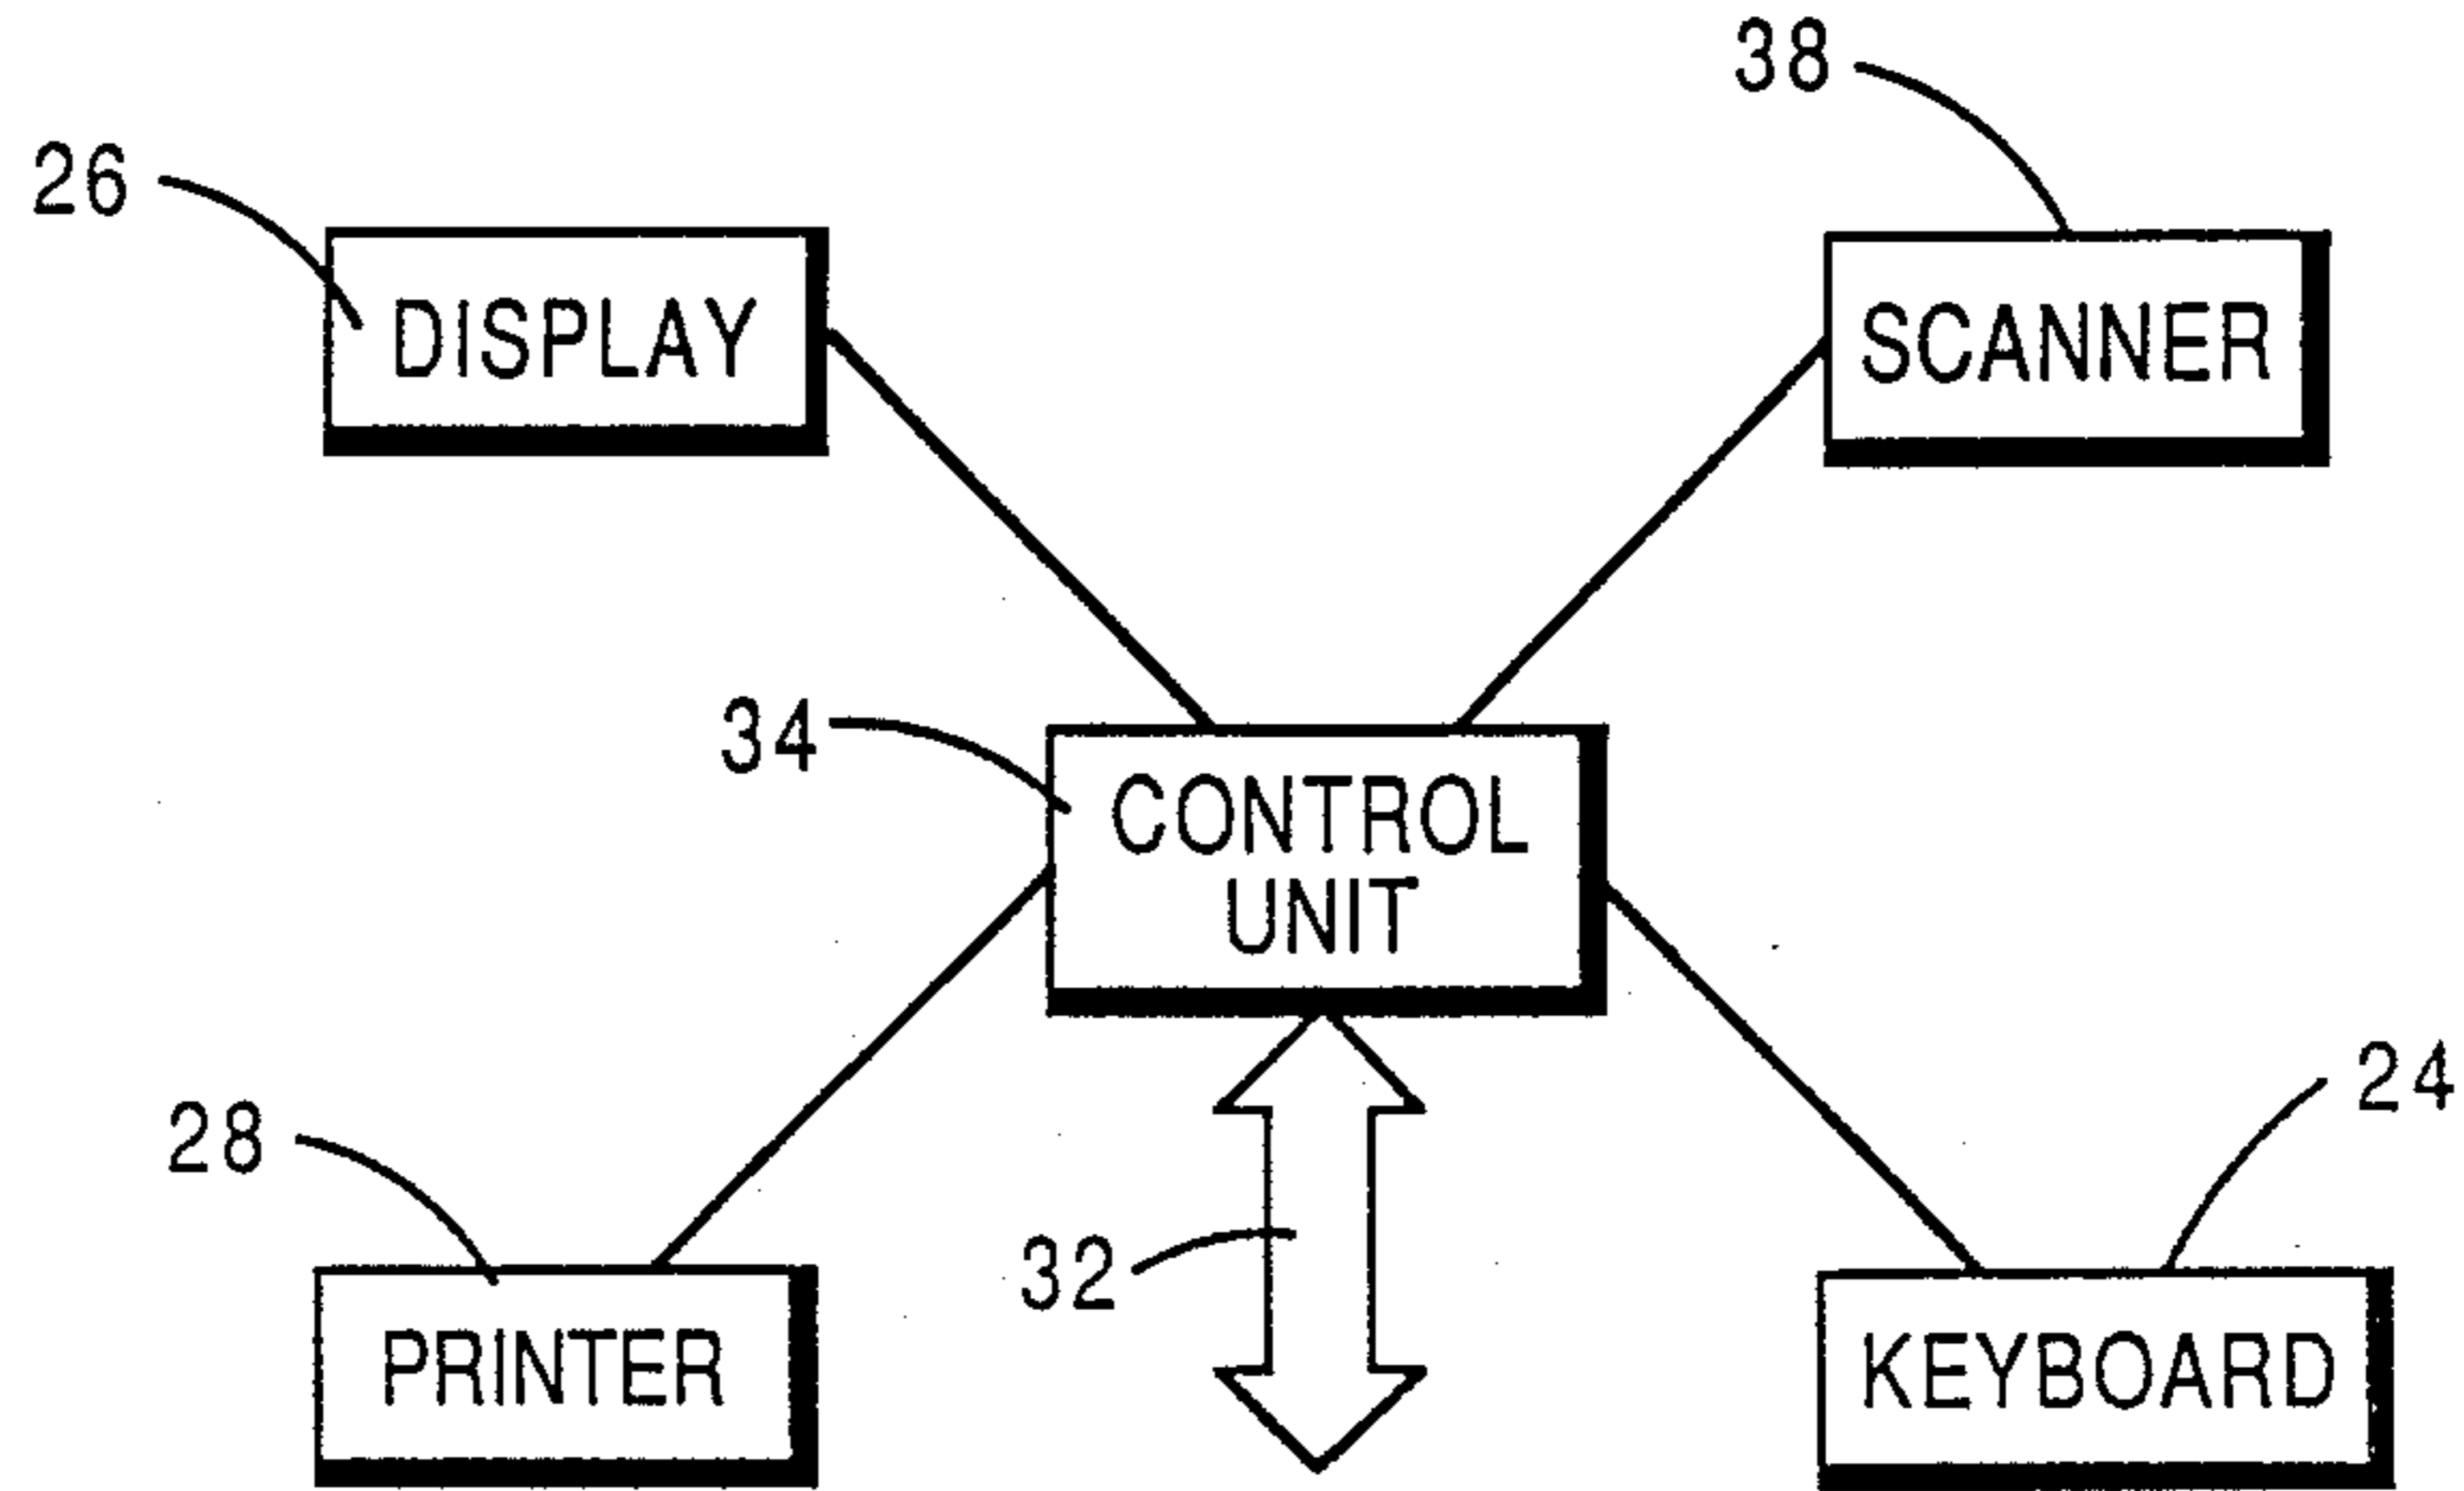 38
26
DISPLAY
SCANNER
34
CONTROL
UNIT
24
28
32
PRINTER
KEYBOARD